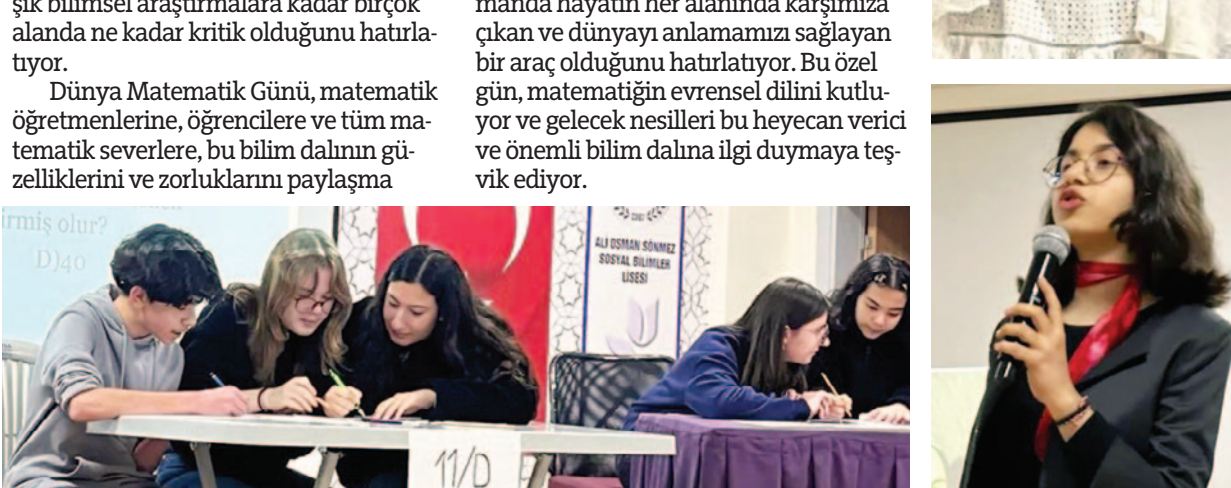 şik bilimsel araştırmalara kadar birçok
alanda ne kadar kritik olduğunu hatırla-
tıyor.
Dünya Matematik Günü, matematik
öğretmenlerine, öğrencilere ve tüm ma-
tematik severlere, bu bilim dalının gü-
zelliklerini ve zorluklarını paylaşma
manda hayatın her alanında karşımıza
çıkan ve dünyayı anlamamızı sağlayan
bir araç olduğunu hatırlatıyor. Bu özel
gün, matematiğin evrensel dilini kutlu-
yor ve gelecek nesilleri bu heyecan verici
ve önemli bilim dalına ilgi duymaya teş-
vik ediyor.
irmiş olur?
D)40
ALİ OSMAN SÖNMEZ
SOSYAL BİLİMLER
LİSESİ
11/D